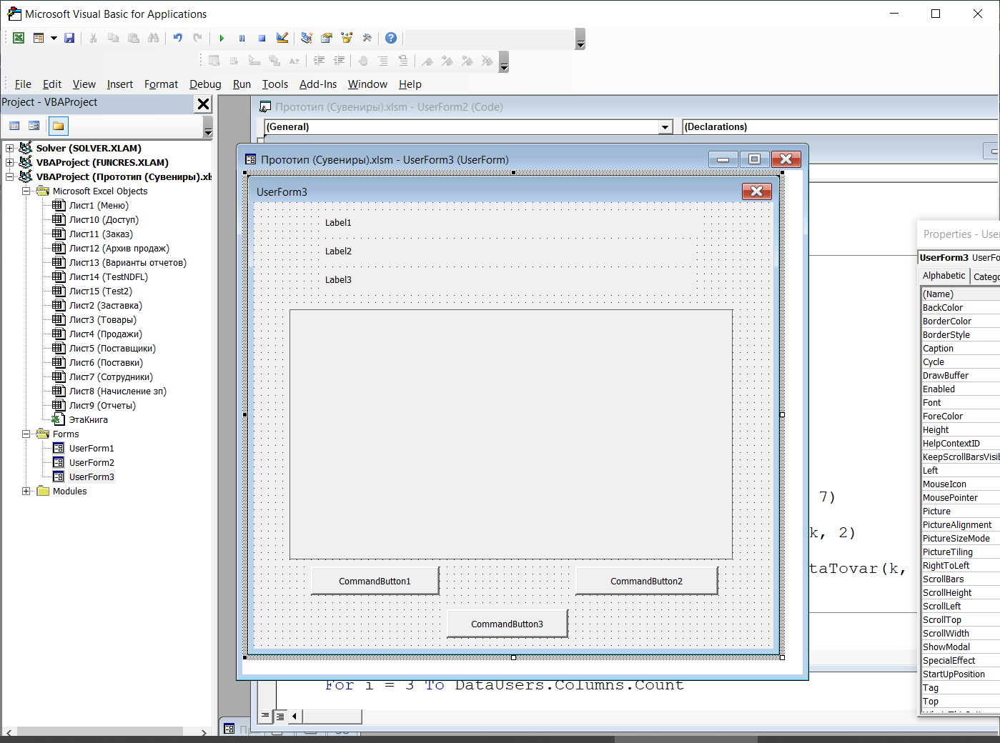 Microsoft Visual Basic for Applications
File Edit View Insert Format Debug Run Tools Add-Ins Window Help
Project - VBAProject
Solver (SOLVER.XLAM)
VBAProject (FUNCRES.XLAM)
VBAProject (Прототип (Сувениры).xls
Microsoft Excel Objects
Лист1 (Меню)
Лист10 (Доступ)
Лист11 (Заказ)
Лист12 (Архив продаж)
Лист13 (Варианты отчетов)
Лист14 (TestNDFL)
Лист15 (Test2)
Лист2 (Заставка)
Лист3 (Товары)
Лист4 (Продажи)
Лист5 (Поставщики)
Лист6 (Поставки)
Лист7 (Сотрудники)
Лист8 (Начисление зп)
Лист9 (Отчеты)
ЭтаКнига
Forms
UserForm1
UserForm2
UserForm3
Modules
Прототип (Сувениры).xlsm - UserForm2 (Code)
(General) (Declarations)
Прототип (Сувениры).xlsm - UserForm3 (UserForm)
UserForm3
Label1
Label2
Label3
CommandButton1 CommandButton2
CommandButton3
7)
k, 2)
taTovar(k,
For i = 3 To DataUsers.Columns.Count
Properties - User
UserForm3 UserFo
Alphabetic Catego
(Name)
BackColor
BorderColor
BorderStyle
Caption
Cycle
DrawBuffer
Enabled
Font
ForeColor
Height
HelpContextID
KeepScrollBarsVisib
Left
MouseIcon
MousePointer
Picture
PictureAlignment
PictureSizeMode
PictureTiling
RightToLeft
ScrollBars
ScrollHeight
ScrollLeft
ScrollTop
ScrollWidth
ShowModal
SpecialEffect
StartUpPosition
Tag
Top